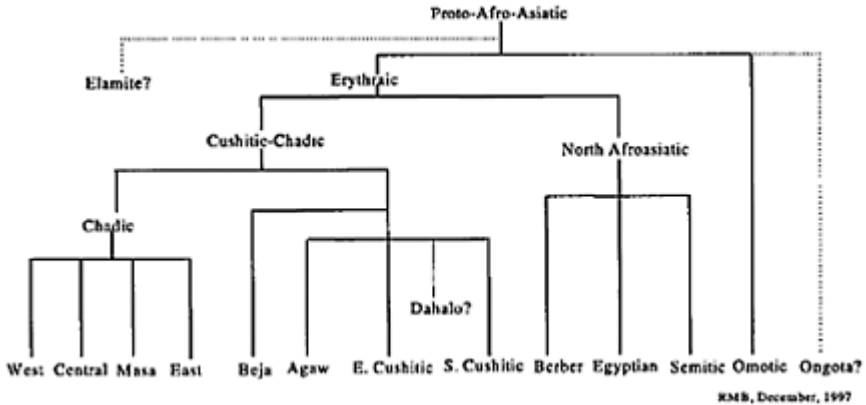 Proto-Afro-Asiatic
Elamite?
Erythraic
Cushitic-Chadic
North Afroasiatic
Chadic
Dahalo?
West Central Masa East Beja Agaw E. Cushitic S. Cushitic Berber Egyptian Semitic Omotic Ongota?
RMB, December, 1997